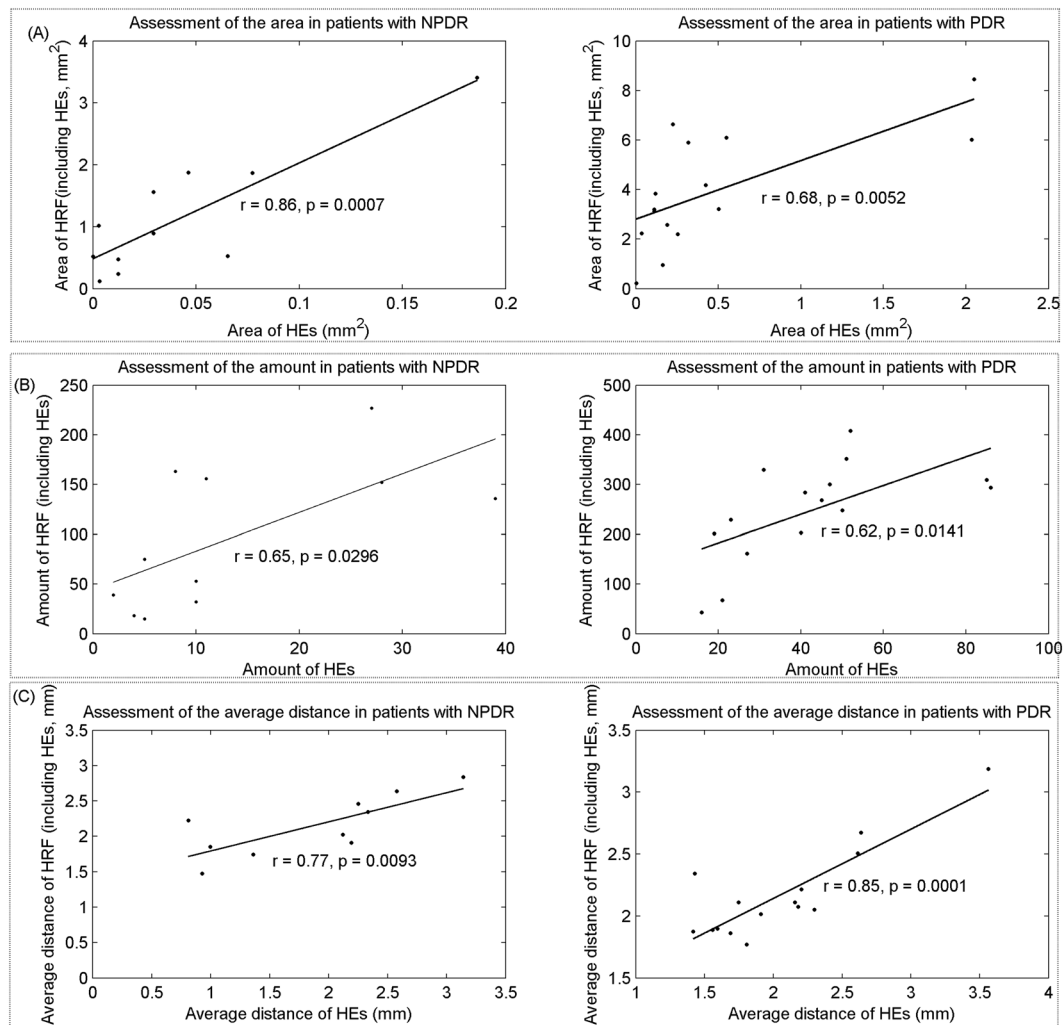 (A)
Assessment of the area in patients with NPDR
Area of HRF(including HEs, mm²)
4
3
2
1
0
r = 0.86, p = 0.0007
0 0.05 0.1 0.15 0.2
Area of HEs (mm²)
Assessment of the area in patients with PDR
Area of HRF(including HEs, mm²)
10
8
6
4
2
0
r = 0.68, p = 0.0052
0 0.5 1 1.5 2 2.5
Area of HEs (mm²)
(B)
Assessment of the amount in patients with NPDR
Amount of HRF (including HEs)
250
200
150
100
50
0
r = 0.65, p = 0.0296
0 10 20 30 40
Amount of HEs
Assessment of the amount in patients with PDR
Amount of HRF (including HEs)
500
400
300
200
100
0
r = 0.62, p = 0.0141
0 20 40 60 80 100
Amount of HEs
(C)
Assessment of the average distance in patients with NPDR
Average distance of HRF (including HEs, mm)
3.5
3
2.5
2
1.5
1
0.5
0
r = 0.77, p = 0.0093
0 0.5 1 1.5 2 2.5 3 3.5
Average distance of HEs (mm)
Assessment of the average distance in patients with PDR
Average distance of HRF (including HEs, mm)
3.5
3
2.5
2
1.5
r = 0.85, p = 0.0001
1 1.5 2 2.5 3 3.5 4
Average distance of HEs (mm)